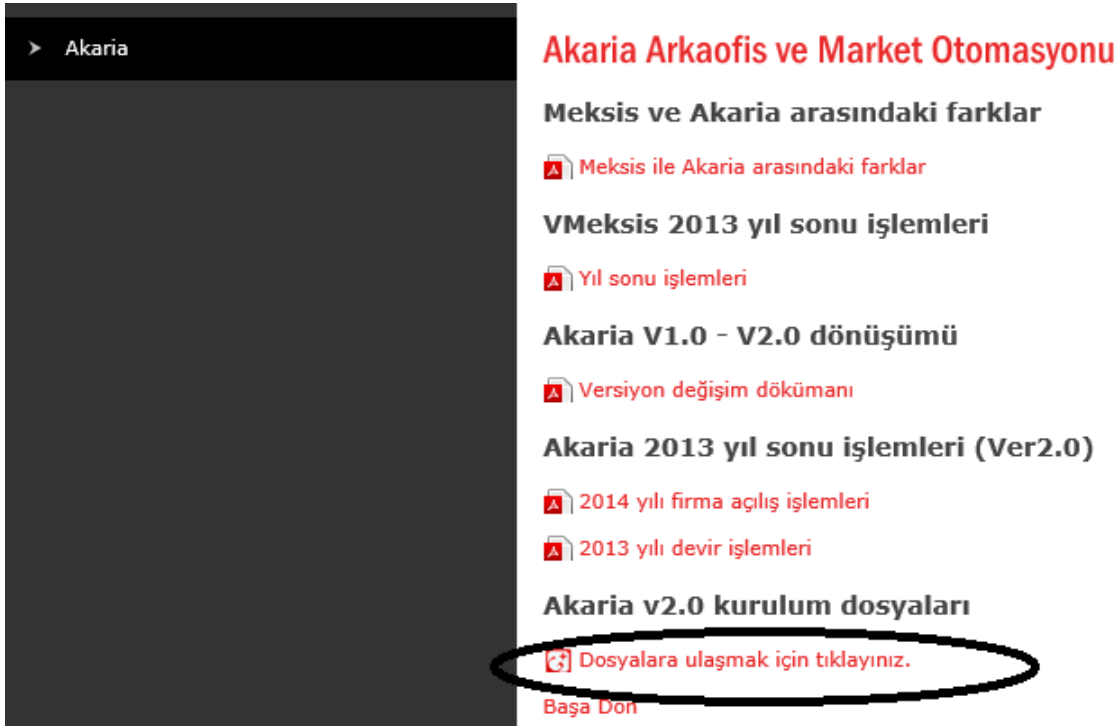 Akaria
Akaria Arkaofis ve Market Otomasyonu
Meksis ve Akaria arasındaki farklar
Meksis ile Akaria arasındaki farklar
VMeksis 2013 yıl sonu işlemleri
Yıl sonu işlemleri
Akaria V1.0 - V2.0 dönüşümü
Versiyon değişim dökümanı
Akaria 2013 yıl sonu işlemleri (Ver2.0)
2014 yılı firma açılış işlemleri
2013 yılı devir işlemleri
Akaria v2.0 kurulum dosyaları
Dosyalara ulaşmak için tıklayınız.
Başa Dön